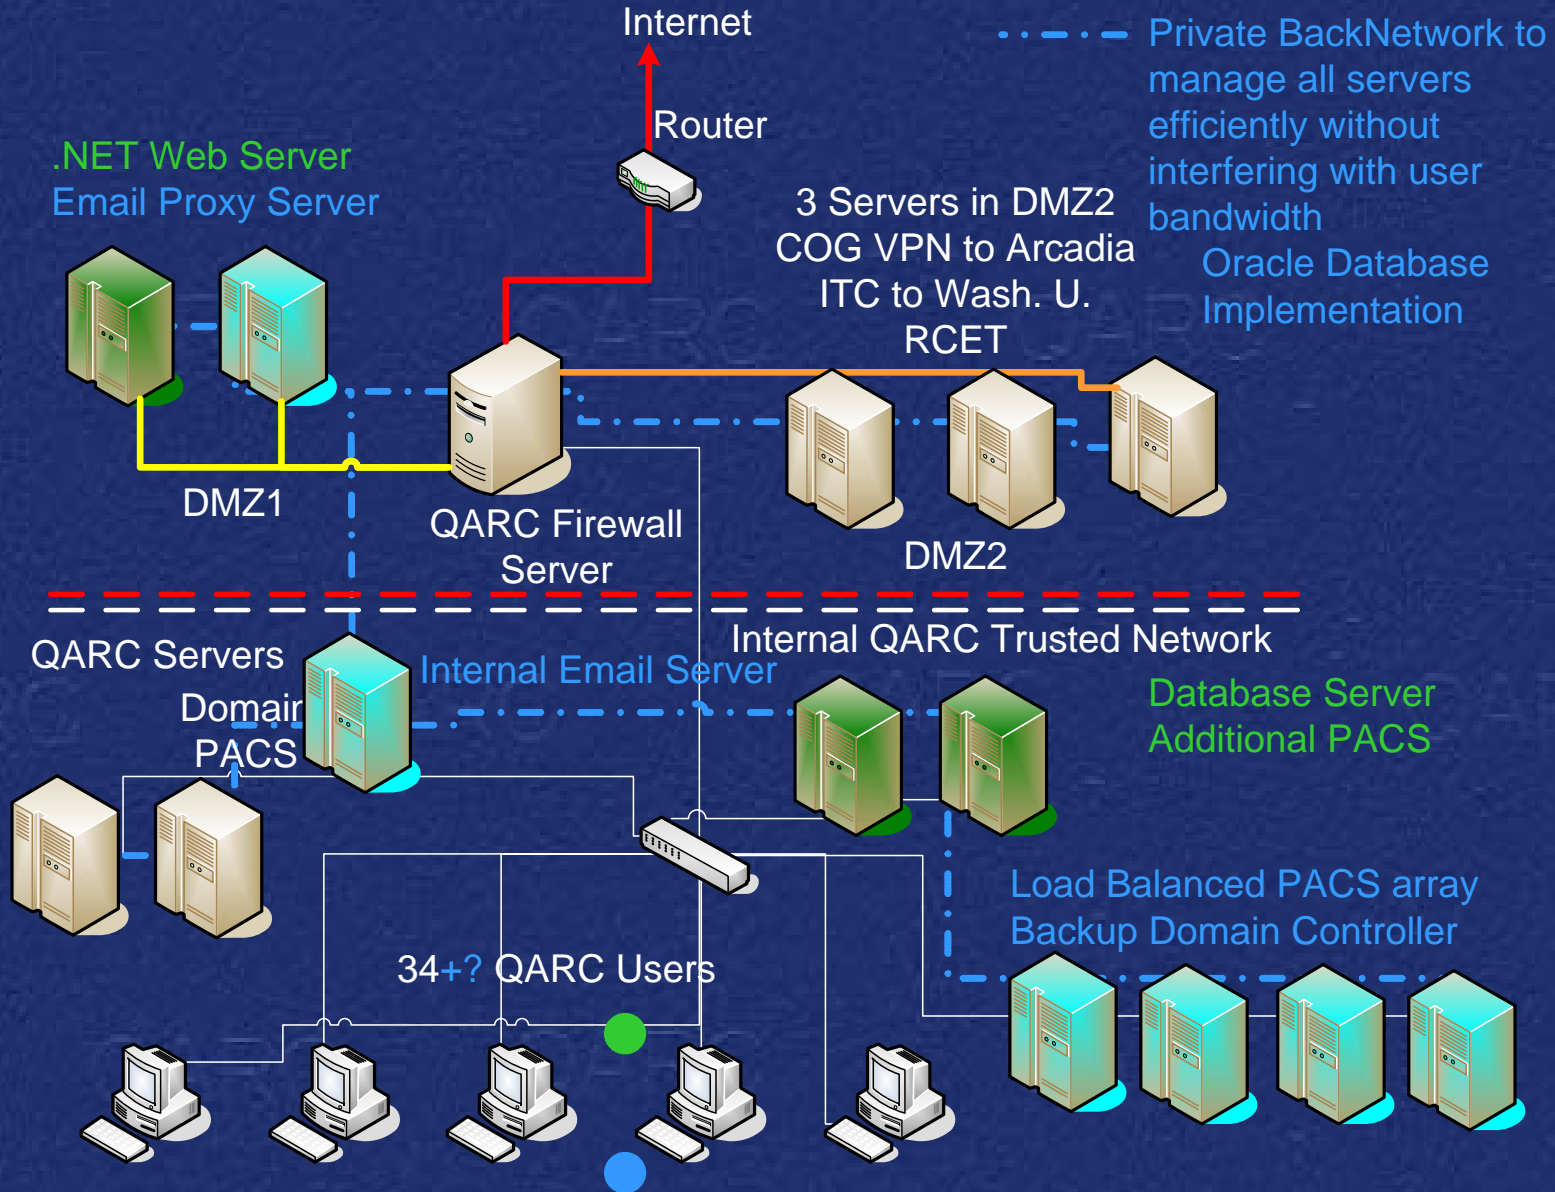 Internet
Private BackNetwork to
manage all servers
efficiently without
interfering with user
bandwidth
Oracle Database
Implementation
Router
.NET Web Server
Email Proxy Server
3 Servers in DMZ2
COG VPN to Arcadia
ITC to Wash. U.
RCET
DMZ1
QARC Firewall
Server
DMZ2
QARC Servers
Internal QARC Trusted Network
Internal Email Server
Domain
PACS
Database Server
Additional PACS
Load Balanced PACS array
Backup Domain Controller
34+? QARC Users